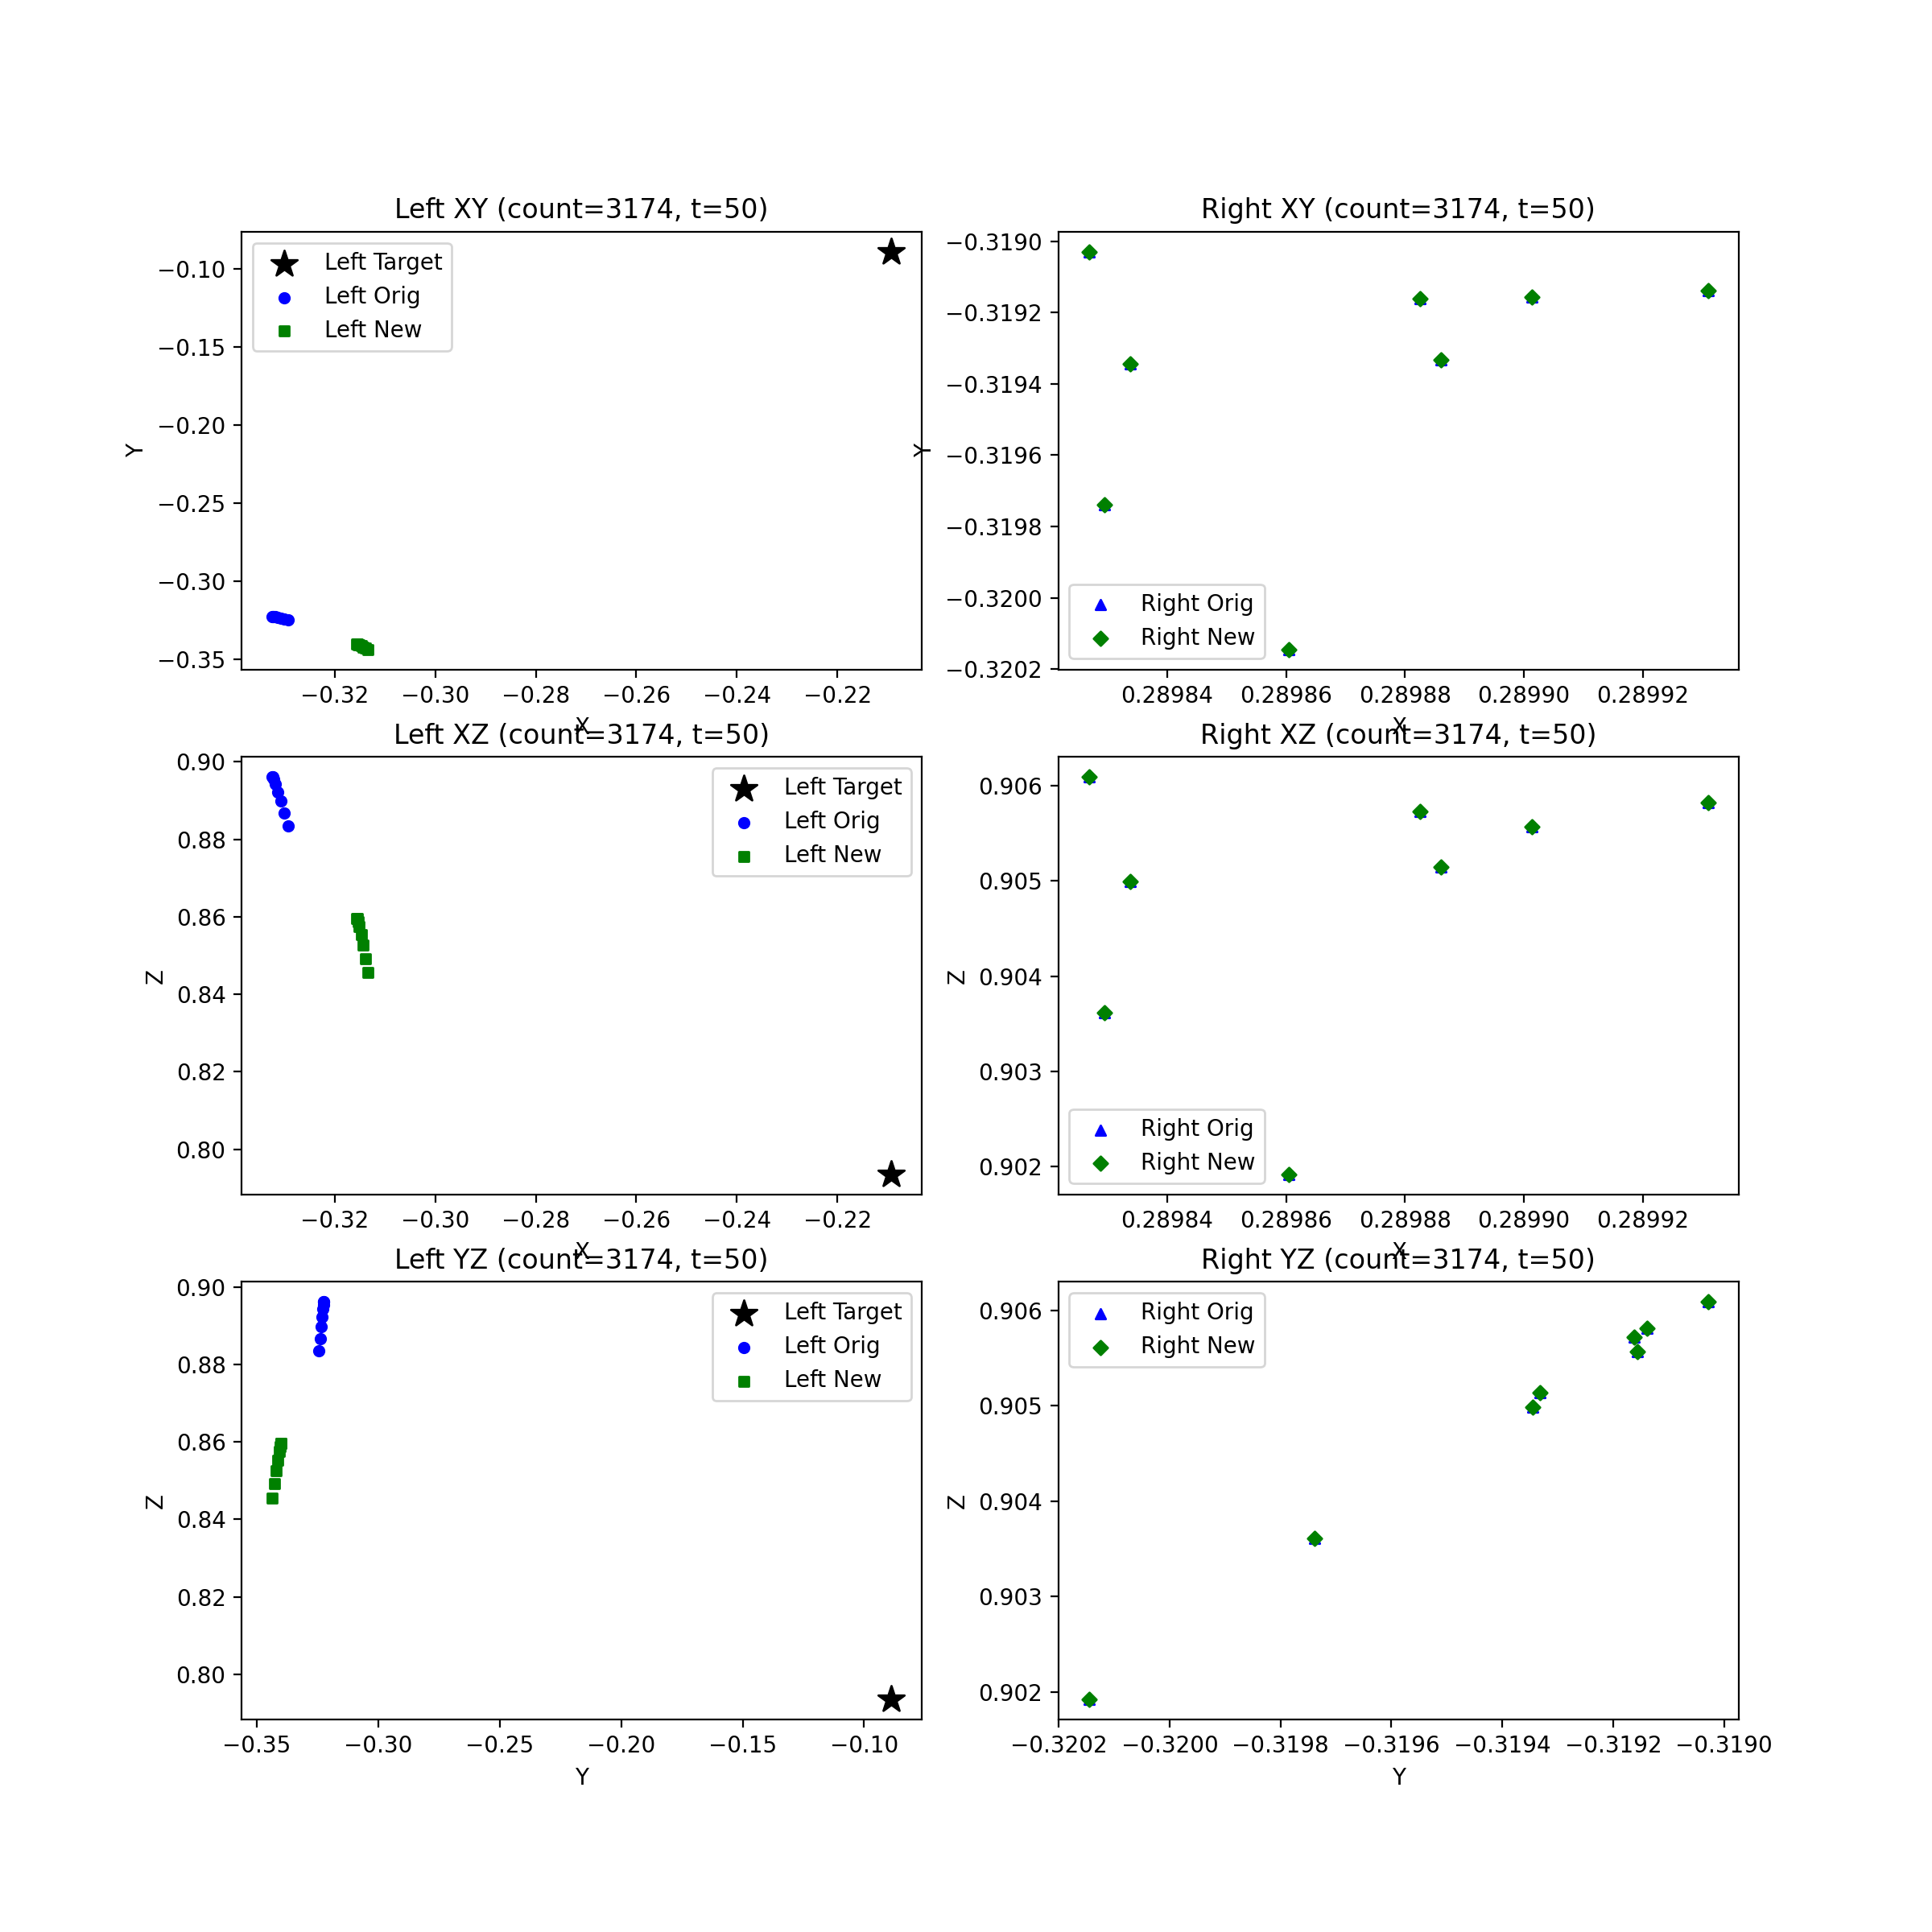 Left XY (count=3174, t=50)
Left Target
Left Orig
Left New
−0.10
−0.15
−0.20
−0.25
−0.30
−0.35
Y
−0.32 −0.30 −0.28 −0.26 −0.24 −0.22
X
Right XY (count=3174, t=50)
Right Orig
Right New
−0.3190
−0.3192
−0.3194
−0.3196
−0.3198
−0.3200
−0.3202
Y
0.28984 0.28986 0.28988 0.28990 0.28992
X
Left XZ (count=3174, t=50)
Left Target
Left Orig
Left New
0.90
0.88
0.86
0.84
0.82
0.80
Z
−0.32 −0.30 −0.28 −0.26 −0.24 −0.22
X
Right XZ (count=3174, t=50)
Right Orig
Right New
0.906
0.905
0.904
0.903
0.902
Z
0.28984 0.28986 0.28988 0.28990 0.28992
X
Left YZ (count=3174, t=50)
Left Target
Left Orig
Left New
0.90
0.88
0.86
0.84
0.82
0.80
Z
−0.35 −0.30 −0.25 −0.20 −0.15 −0.10
Y
Right YZ (count=3174, t=50)
Right Orig
Right New
0.906
0.905
0.904
0.903
0.902
Z
−0.3202 −0.3200 −0.3198 −0.3196 −0.3194 −0.3192 −0.3190
Y